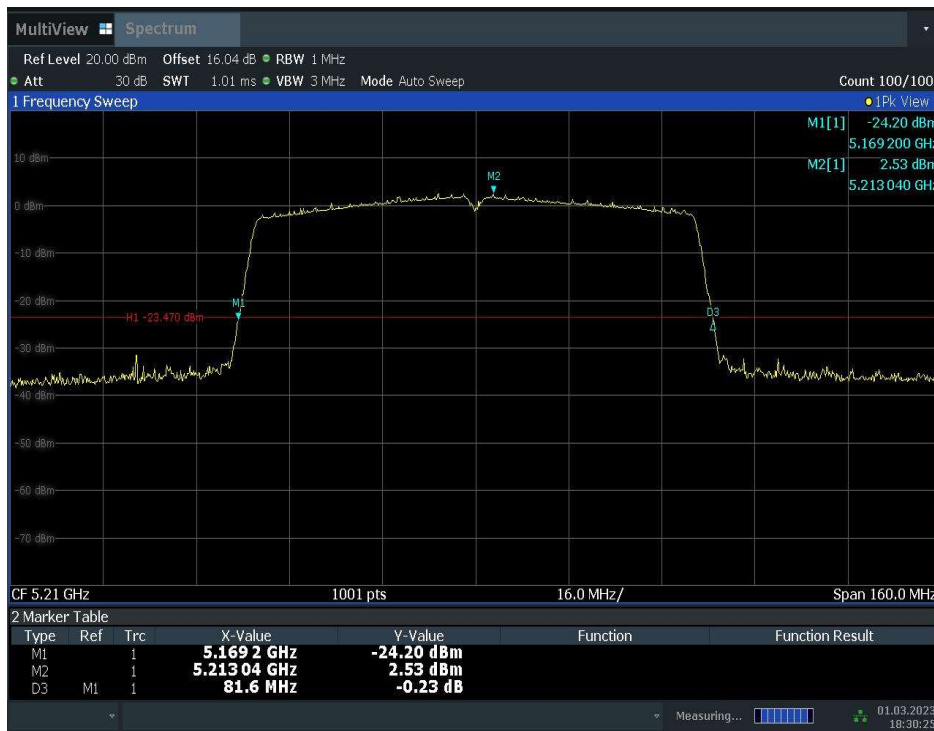 MultiView Spectrum
Ref Level 20.00 dBm Offset 16.04 dB RBW 1 MHz
Att 30 dB SWT 1.01 ms VBW 3 MHz Mode Auto Sweep Count 100/100
1 Frequency Sweep 1Pk View
M1[1] -24.20 dBm
5.169 200 GHz
10 dBm
M2[1] 2.53 dBm
5.213 040 GHz
M2
0 dBm
-10 dBm
-20 dBm
M1
H1 -23.470 dBm
D3
-30 dBm
-40 dBm
-50 dBm
-60 dBm
-70 dBm
CF 5.21 GHz 1001 pts 16.0 MHz/ Span 160.0 MHz
2 Marker Table
Type Ref Trc X-Value Y-Value Function Function Result
M1 1 5.169 2 GHz -24.20 dBm
M2 1 5.213 04 GHz 2.53 dBm
D3 M1 1 81.6 MHz -0.23 dB
Measuring... 01.03.2023
18:30:25